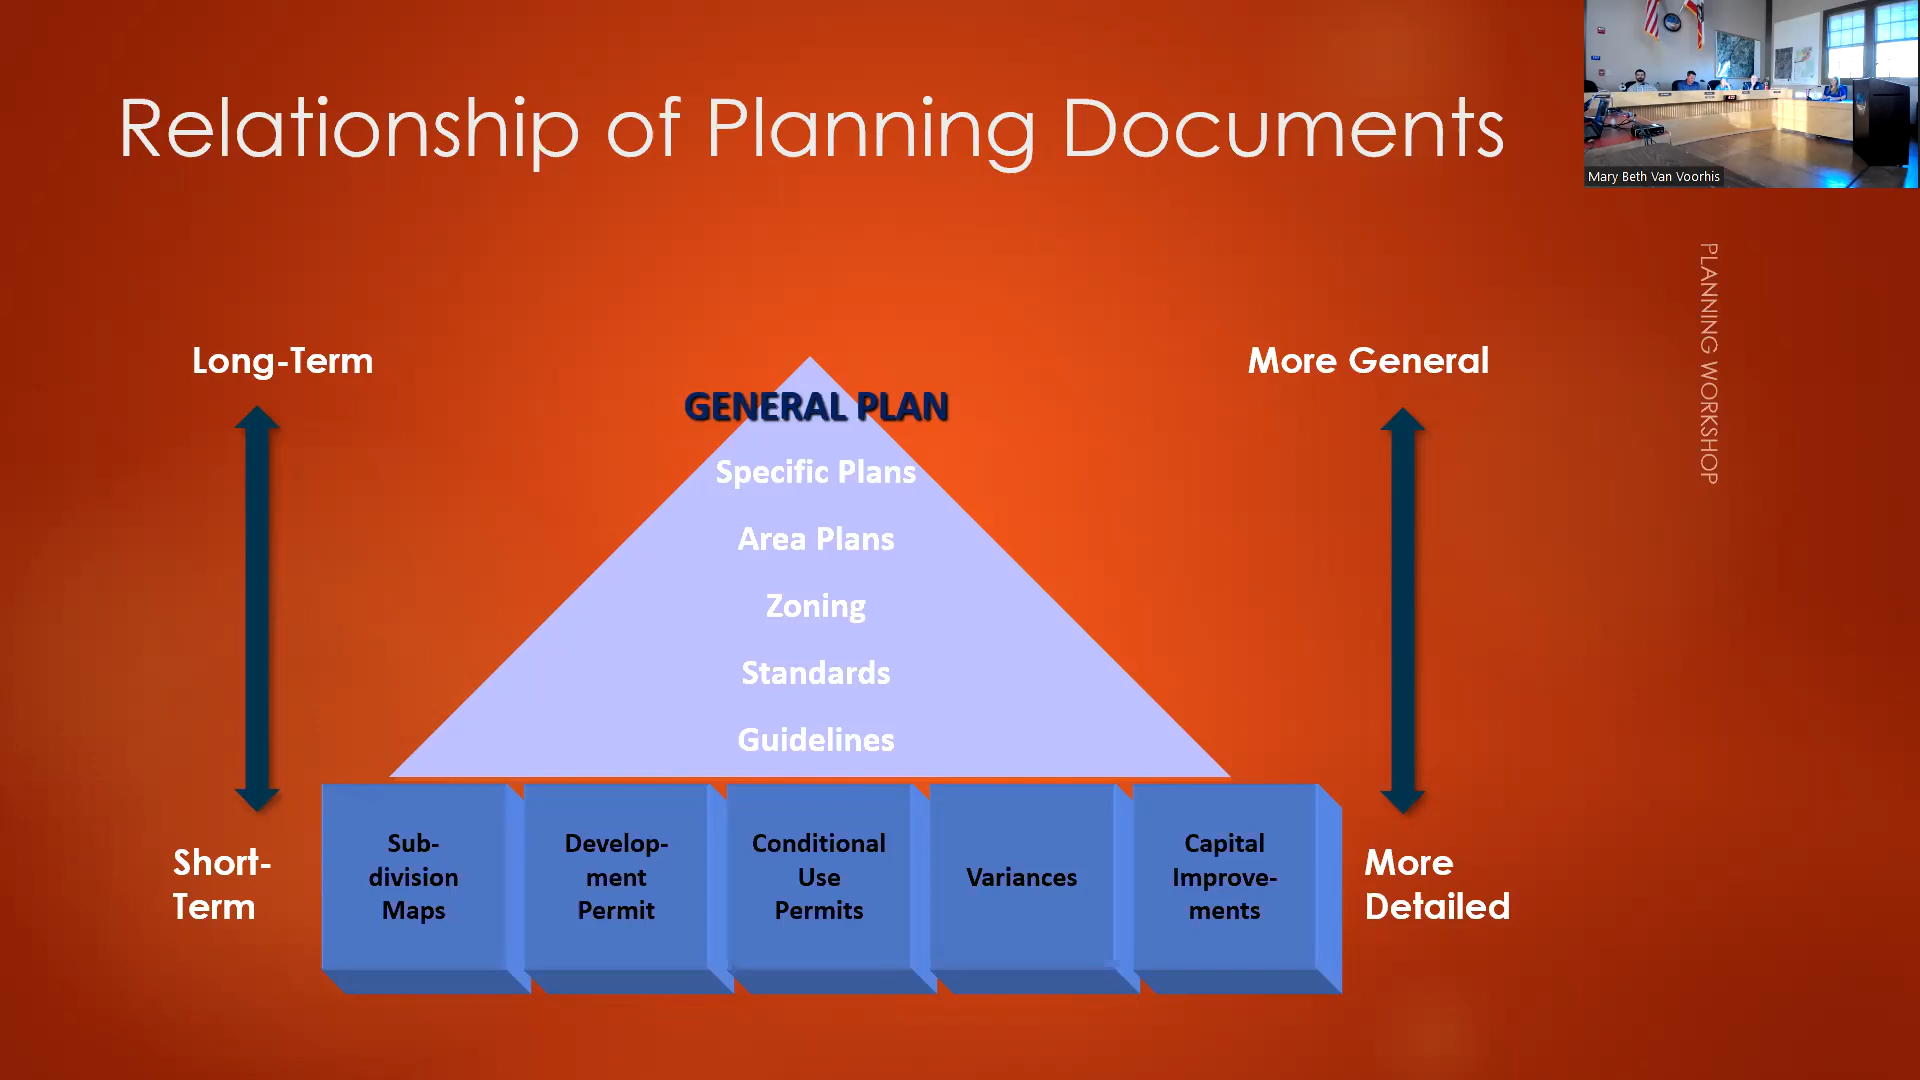 Relationship of Planning Documents
Mary Beth Van Voorhis
PLANNING WORKSHOP
Long-Term
More General
GENERAL PLAN
Specific Plans
Area Plans
Zoning
Standards
Guidelines
Short-
Term
Sub-
division
Maps
Develop-
ment
Permit
Conditional
Use
Permits
Variances
Capital
Improve-
ments
More
Detailed